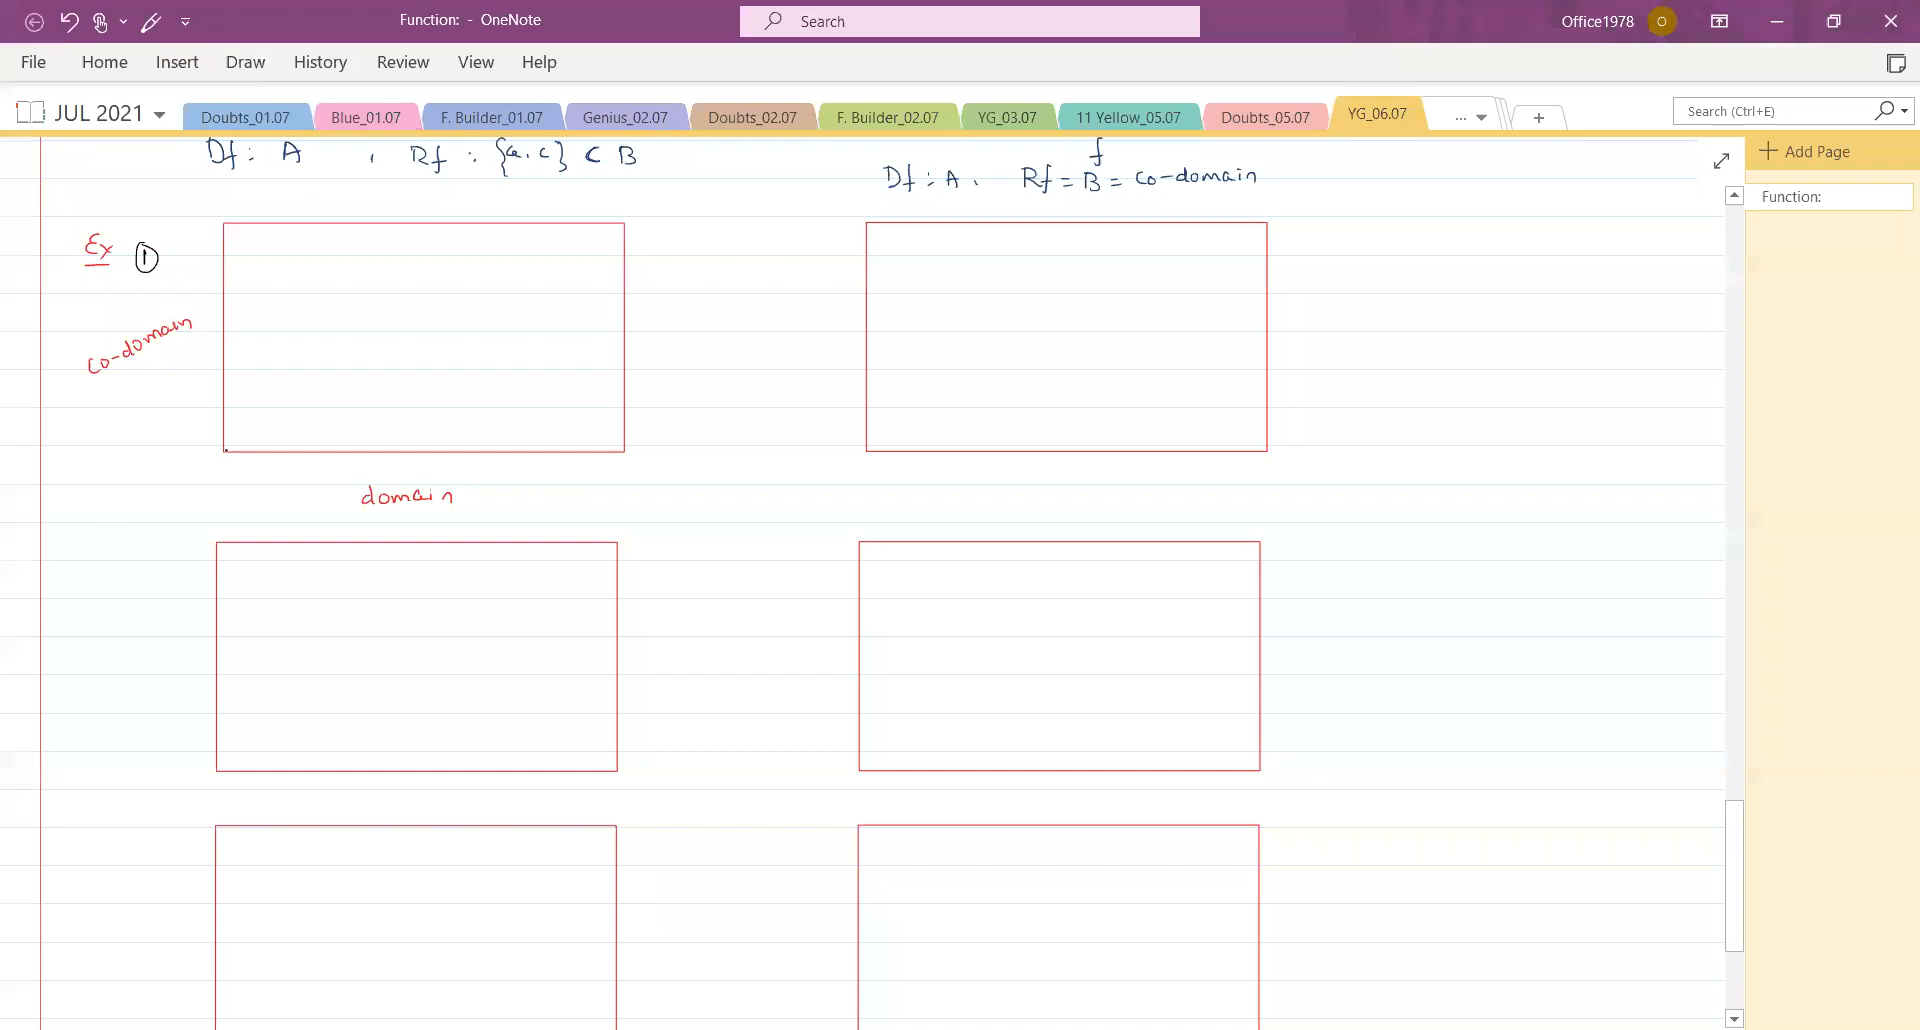 Function: - OneNote
Search
Office1978
File Home Insert Draw History Review View Help
JUL 2021
Doubts_01.07 Blue_01.07 F. Builder_01.07 Genius_02.07 Doubts_02.07 F. Builder_02.07 YG_03.07 11 Yellow_05.07 Doubts_05.07 YG_06.07 ... +
Search (Ctrl+E)
Add Page
Function:
Df : A , Rf : {a, c} ⊂ B
f
Df : A , Rf = B = co-domain
Ex ①
co-domain
domain